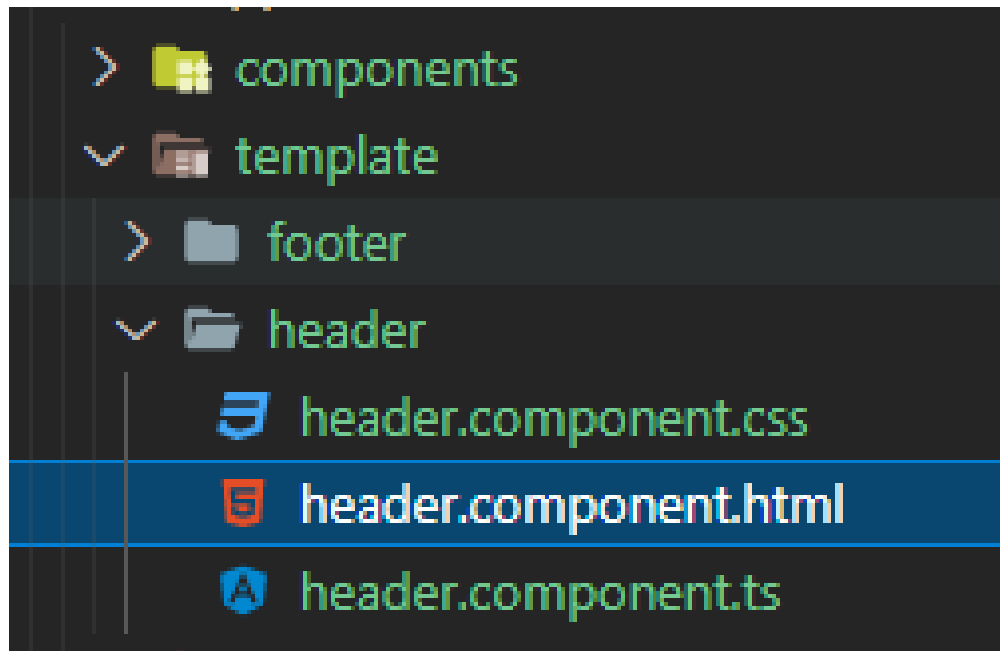 components
template
footer
header
header.component.css
header.component.html
header.component.ts